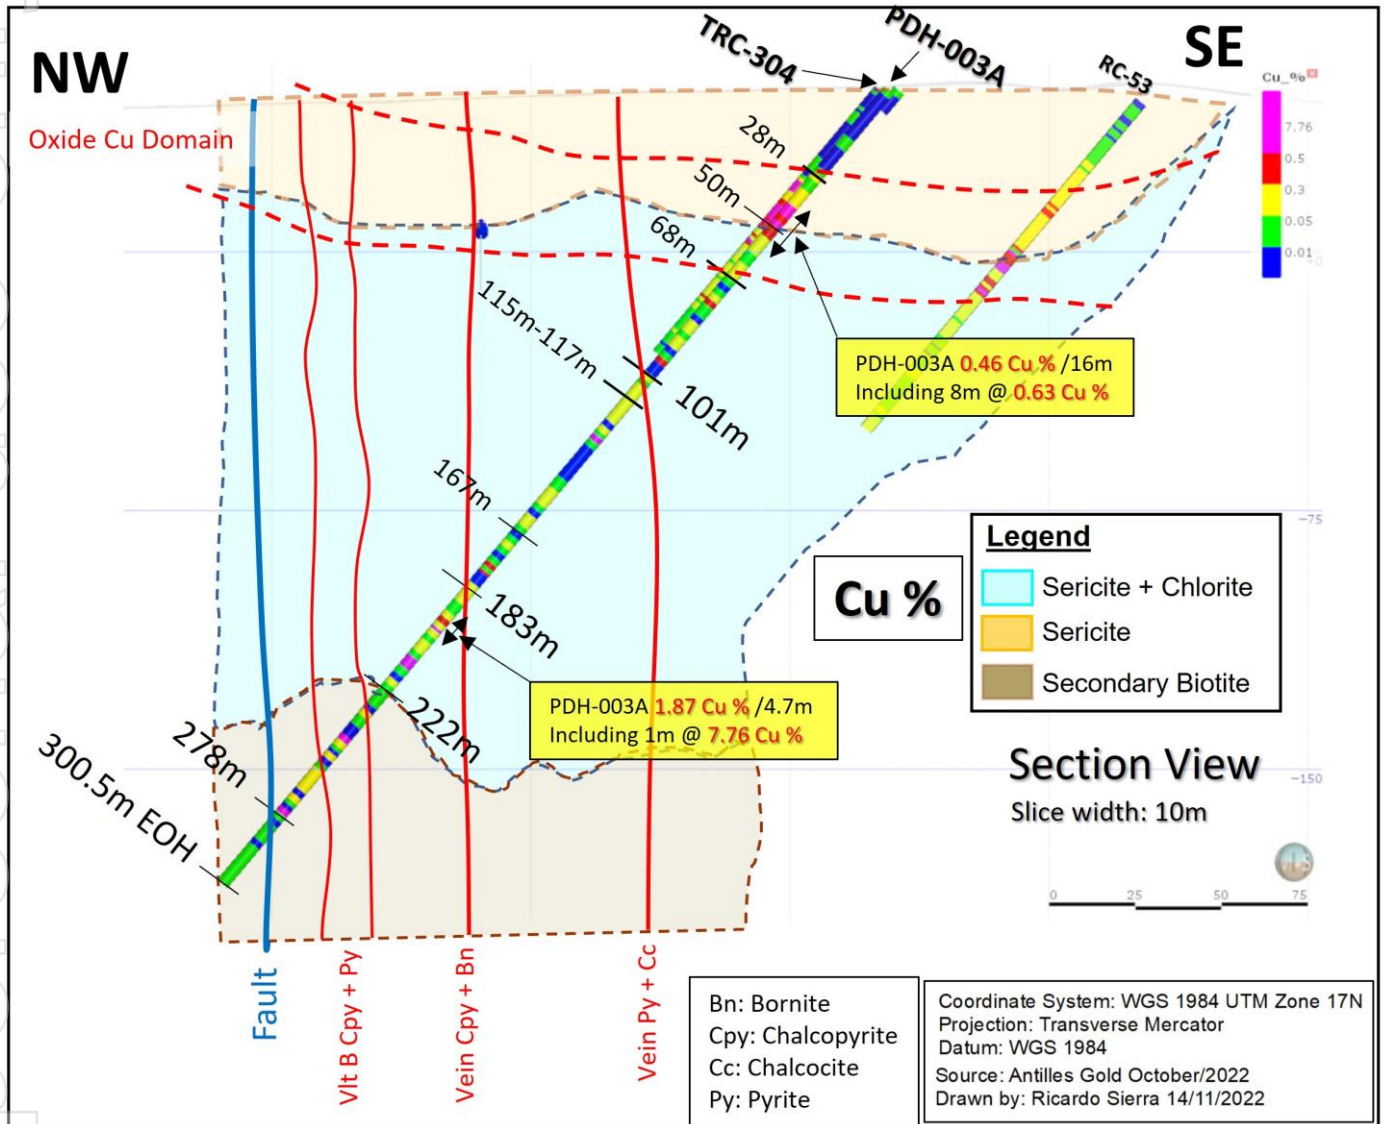 NW
SE
TRC-304
PDH-003A
RC-53
Cu_%
7.76
0.5
0.3
0.05
0.01
Oxide Cu Domain
28m
50m
68m
115m-117m
101m
PDH-003A 0.46 Cu % /16m
Including 8m @ 0.63 Cu %
167m
-75
Cu %
Legend
Sericite + Chlorite
Sericite
Secondary Biotite
183m
PDH-003A 1.87 Cu % /4.7m
Including 1m @ 7.76 Cu %
222m
278m
300.5m EOH
-150
Section View
Slice width: 10m
0 25 50 75
Fault
Vlt B Cpy + Py
Vein Cpy + Bn
Vein Py + Cc
Bn: Bornite
Cpy: Chalcopyrite
Cc: Chalcocite
Py: Pyrite
Coordinate System: WGS 1984 UTM Zone 17N
Projection: Transverse Mercator
Datum: WGS 1984
Source: Antilles Gold October/2022
Drawn by: Ricardo Sierra 14/11/2022